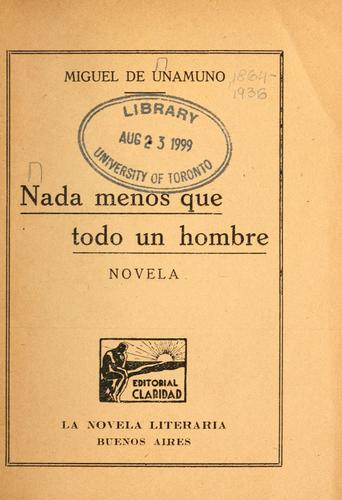 MIGUEL DE UNAMUNO
1864-
1936
LIBRARY
AUG 23 1999
UNIVERSITY OF TORONTO
Nada menos que
todo un hombre
NOVELA
EDITORIAL
CLARIDAD
LA NOVELA LITERARIA
BUENOS AIRES